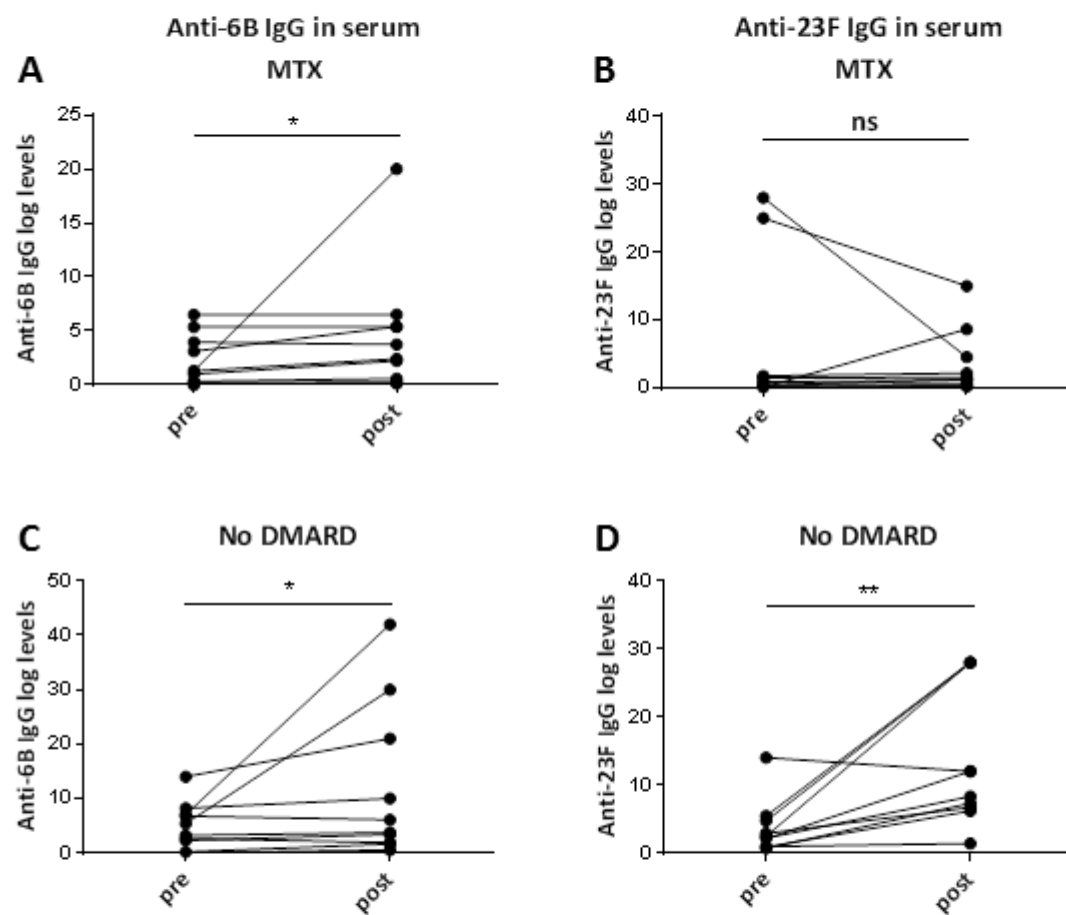 Anti-6B IgG in serum
Anti-23F IgG in serum
A
MTX
B
MTX
Anti-6B IgG log levels
25
20
15
10
5
0
*
pre
post
Anti-23F IgG log levels
40
30
20
10
0
ns
pre
post
C
No DMARD
D
No DMARD
Anti-6B IgG log levels
50
40
30
20
10
0
*
pre
post
Anti-23F IgG log levels
40
30
20
10
0
**
pre
post